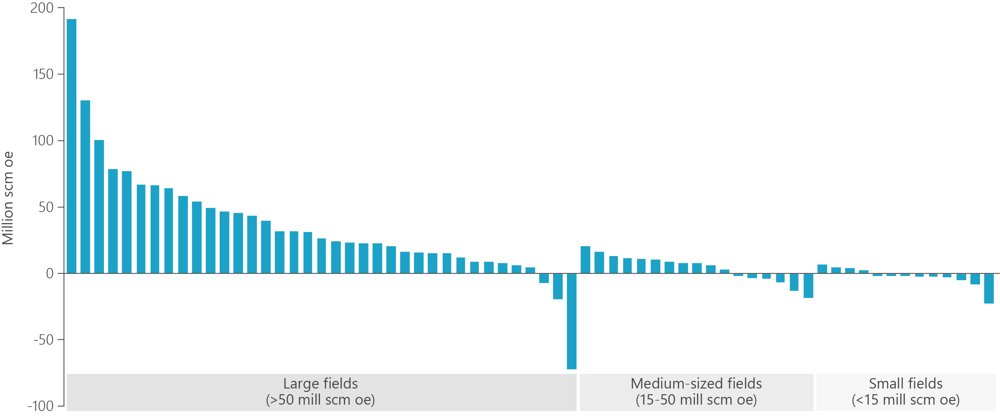 200
150
100
50
0
-50
-100
Million scm oe
Large fields
(>50 mill scm oe)
Medium-sized fields
(15-50 mill scm oe)
Small fields
(<15 mill scm oe)